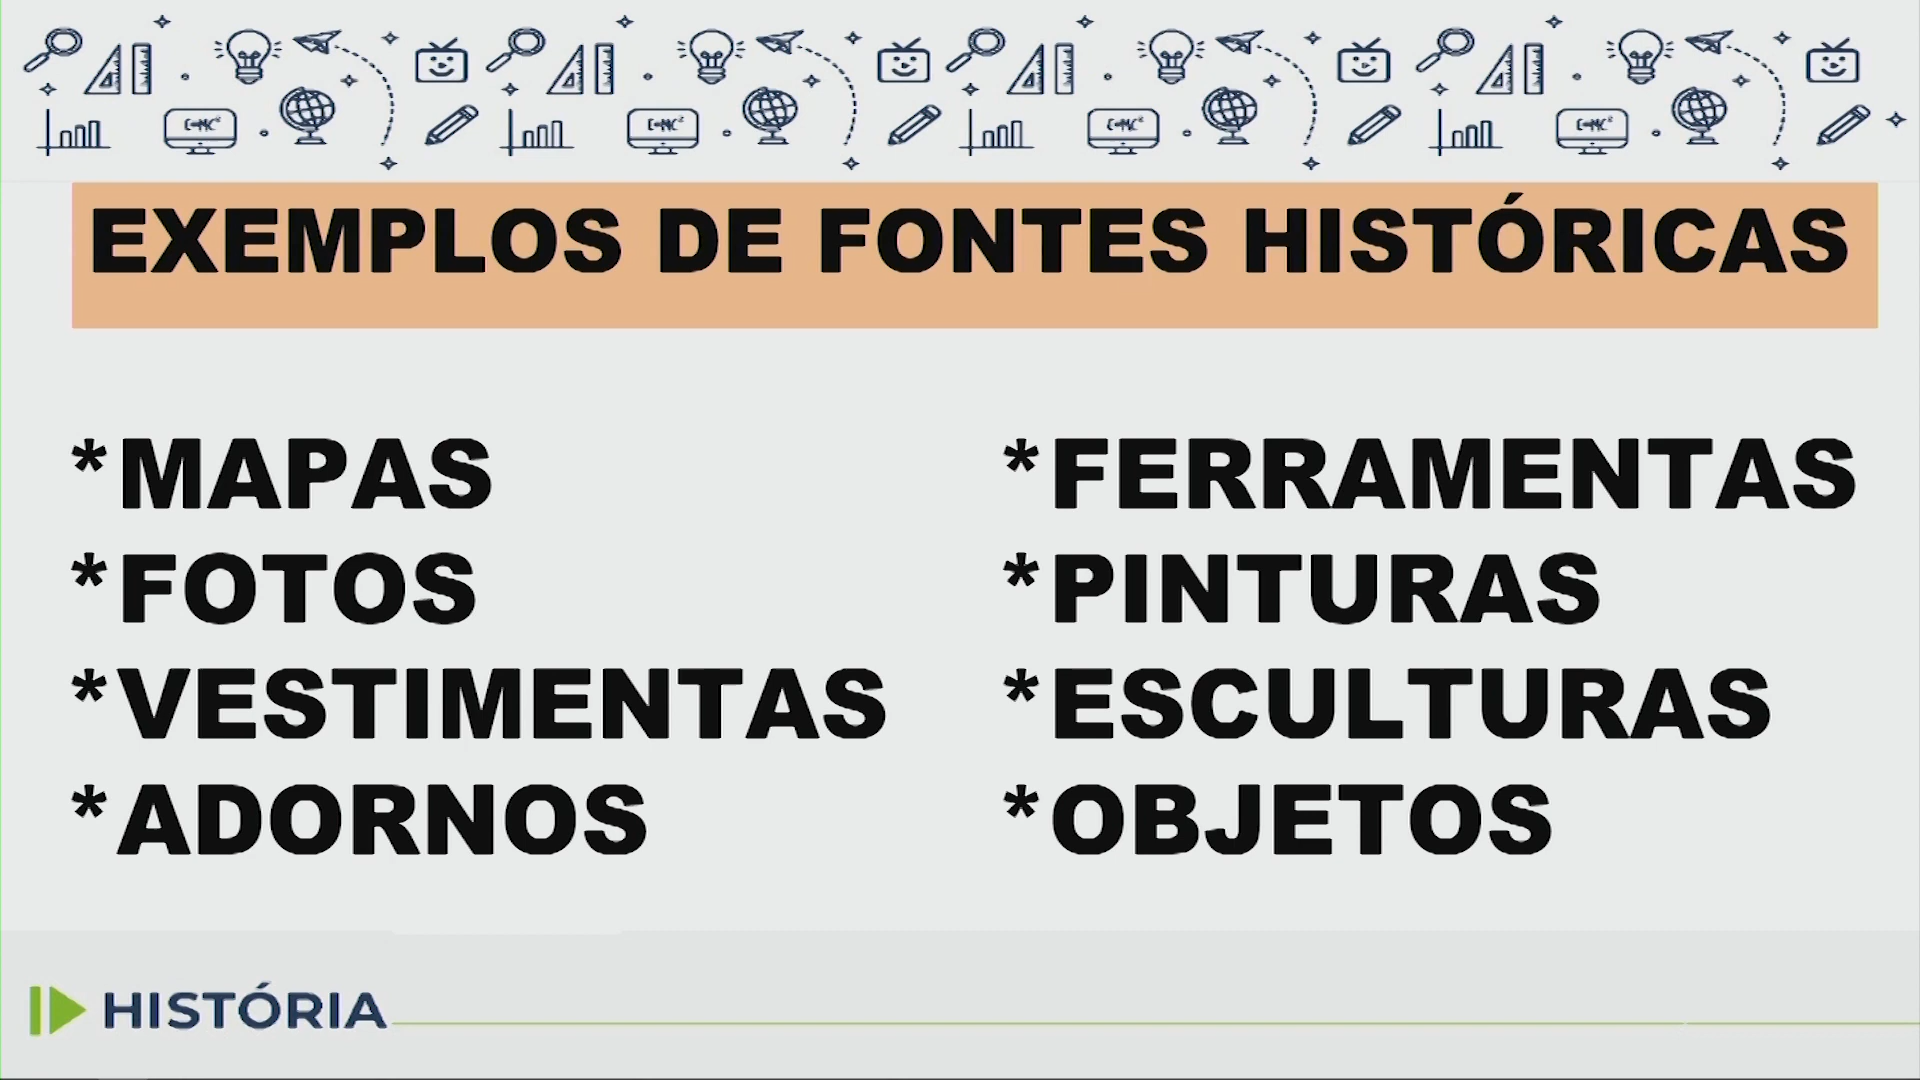 EXEMPLOS DE FONTES HISTÓRICAS
*MAPAS
*FOTOS
*VESTIMENTAS
*ADORNOS
*FERRAMENTAS
*PINTURAS
*ESCULTURAS
*OBJETOS
HISTÓRIA